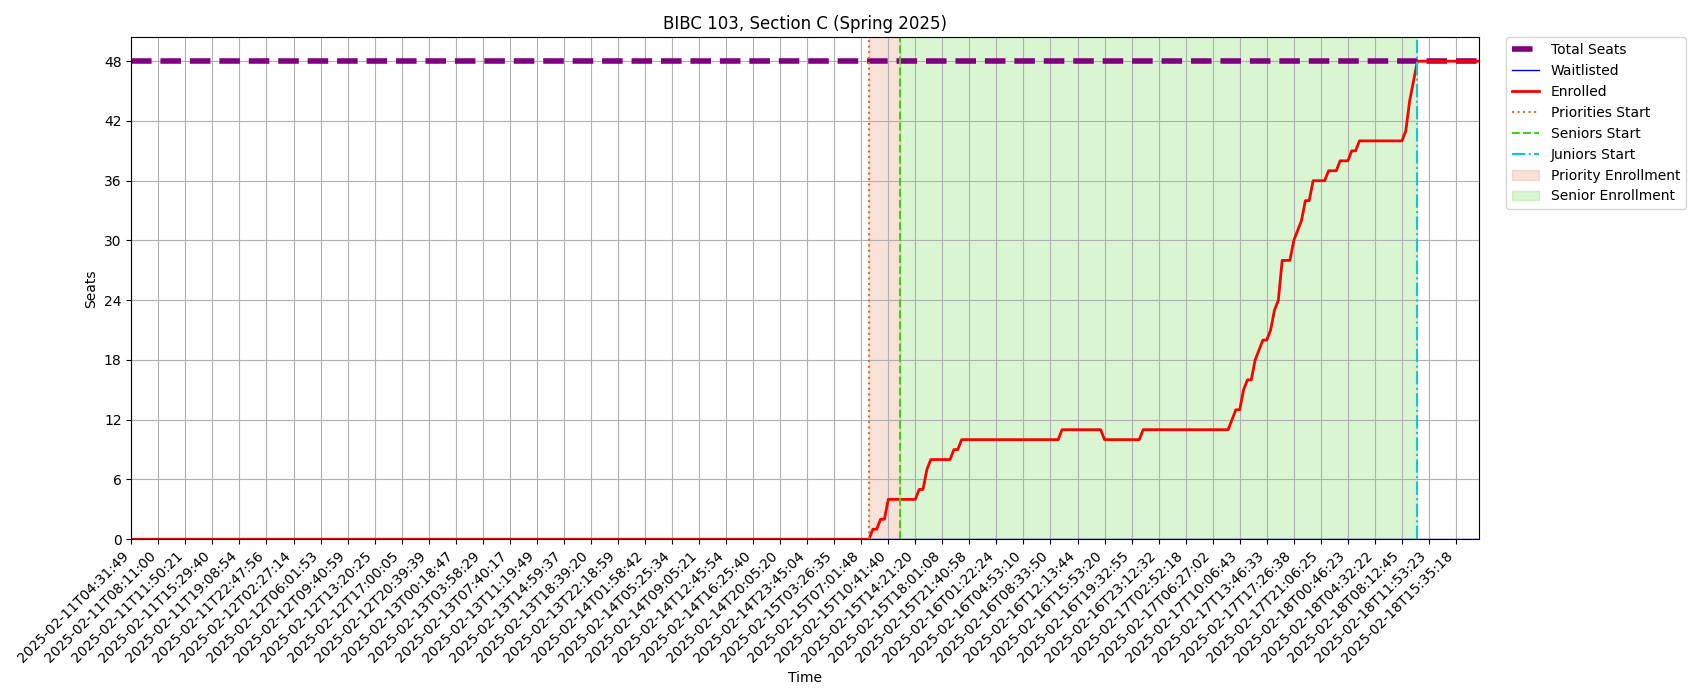 BIBC 103, Section C (Spring 2025)
Total Seats
Waitlisted
Enrolled
Priorities Start
Seniors Start
Juniors Start
Priority Enrollment
Senior Enrollment
Seats
48
42
36
30
24
18
12
6
0
2025-02-11T04:31:49
2025-02-11T08:11:00
2025-02-11T11:50:21
2025-02-11T15:29:40
2025-02-11T19:08:54
2025-02-11T22:47:56
2025-02-12T02:27:14
2025-02-12T06:01:53
2025-02-12T09:40:59
2025-02-12T13:20:25
2025-02-12T17:00:05
2025-02-12T20:39:39
2025-02-13T00:18:47
2025-02-13T03:58:29
2025-02-13T07:40:17
2025-02-13T11:19:49
2025-02-13T14:59:37
2025-02-13T18:39:20
2025-02-13T22:18:59
2025-02-14T01:58:42
2025-02-14T05:25:34
2025-02-14T09:05:21
2025-02-14T12:45:54
2025-02-14T16:25:40
2025-02-14T20:05:20
2025-02-14T23:45:04
2025-02-15T03:26:35
2025-02-15T07:01:48
2025-02-15T10:41:40
2025-02-15T14:21:20
2025-02-15T18:01:08
2025-02-15T21:40:58
2025-02-16T01:22:24
2025-02-16T04:53:10
2025-02-16T08:33:50
2025-02-16T12:13:44
2025-02-16T15:53:20
2025-02-16T19:32:55
2025-02-16T23:12:32
2025-02-17T02:52:18
2025-02-17T06:27:02
2025-02-17T10:06:43
2025-02-17T13:46:33
2025-02-17T17:26:38
2025-02-17T21:06:25
2025-02-18T00:46:23
2025-02-18T04:32:22
2025-02-18T08:12:45
2025-02-18T11:53:23
2025-02-18T15:35:18
Time